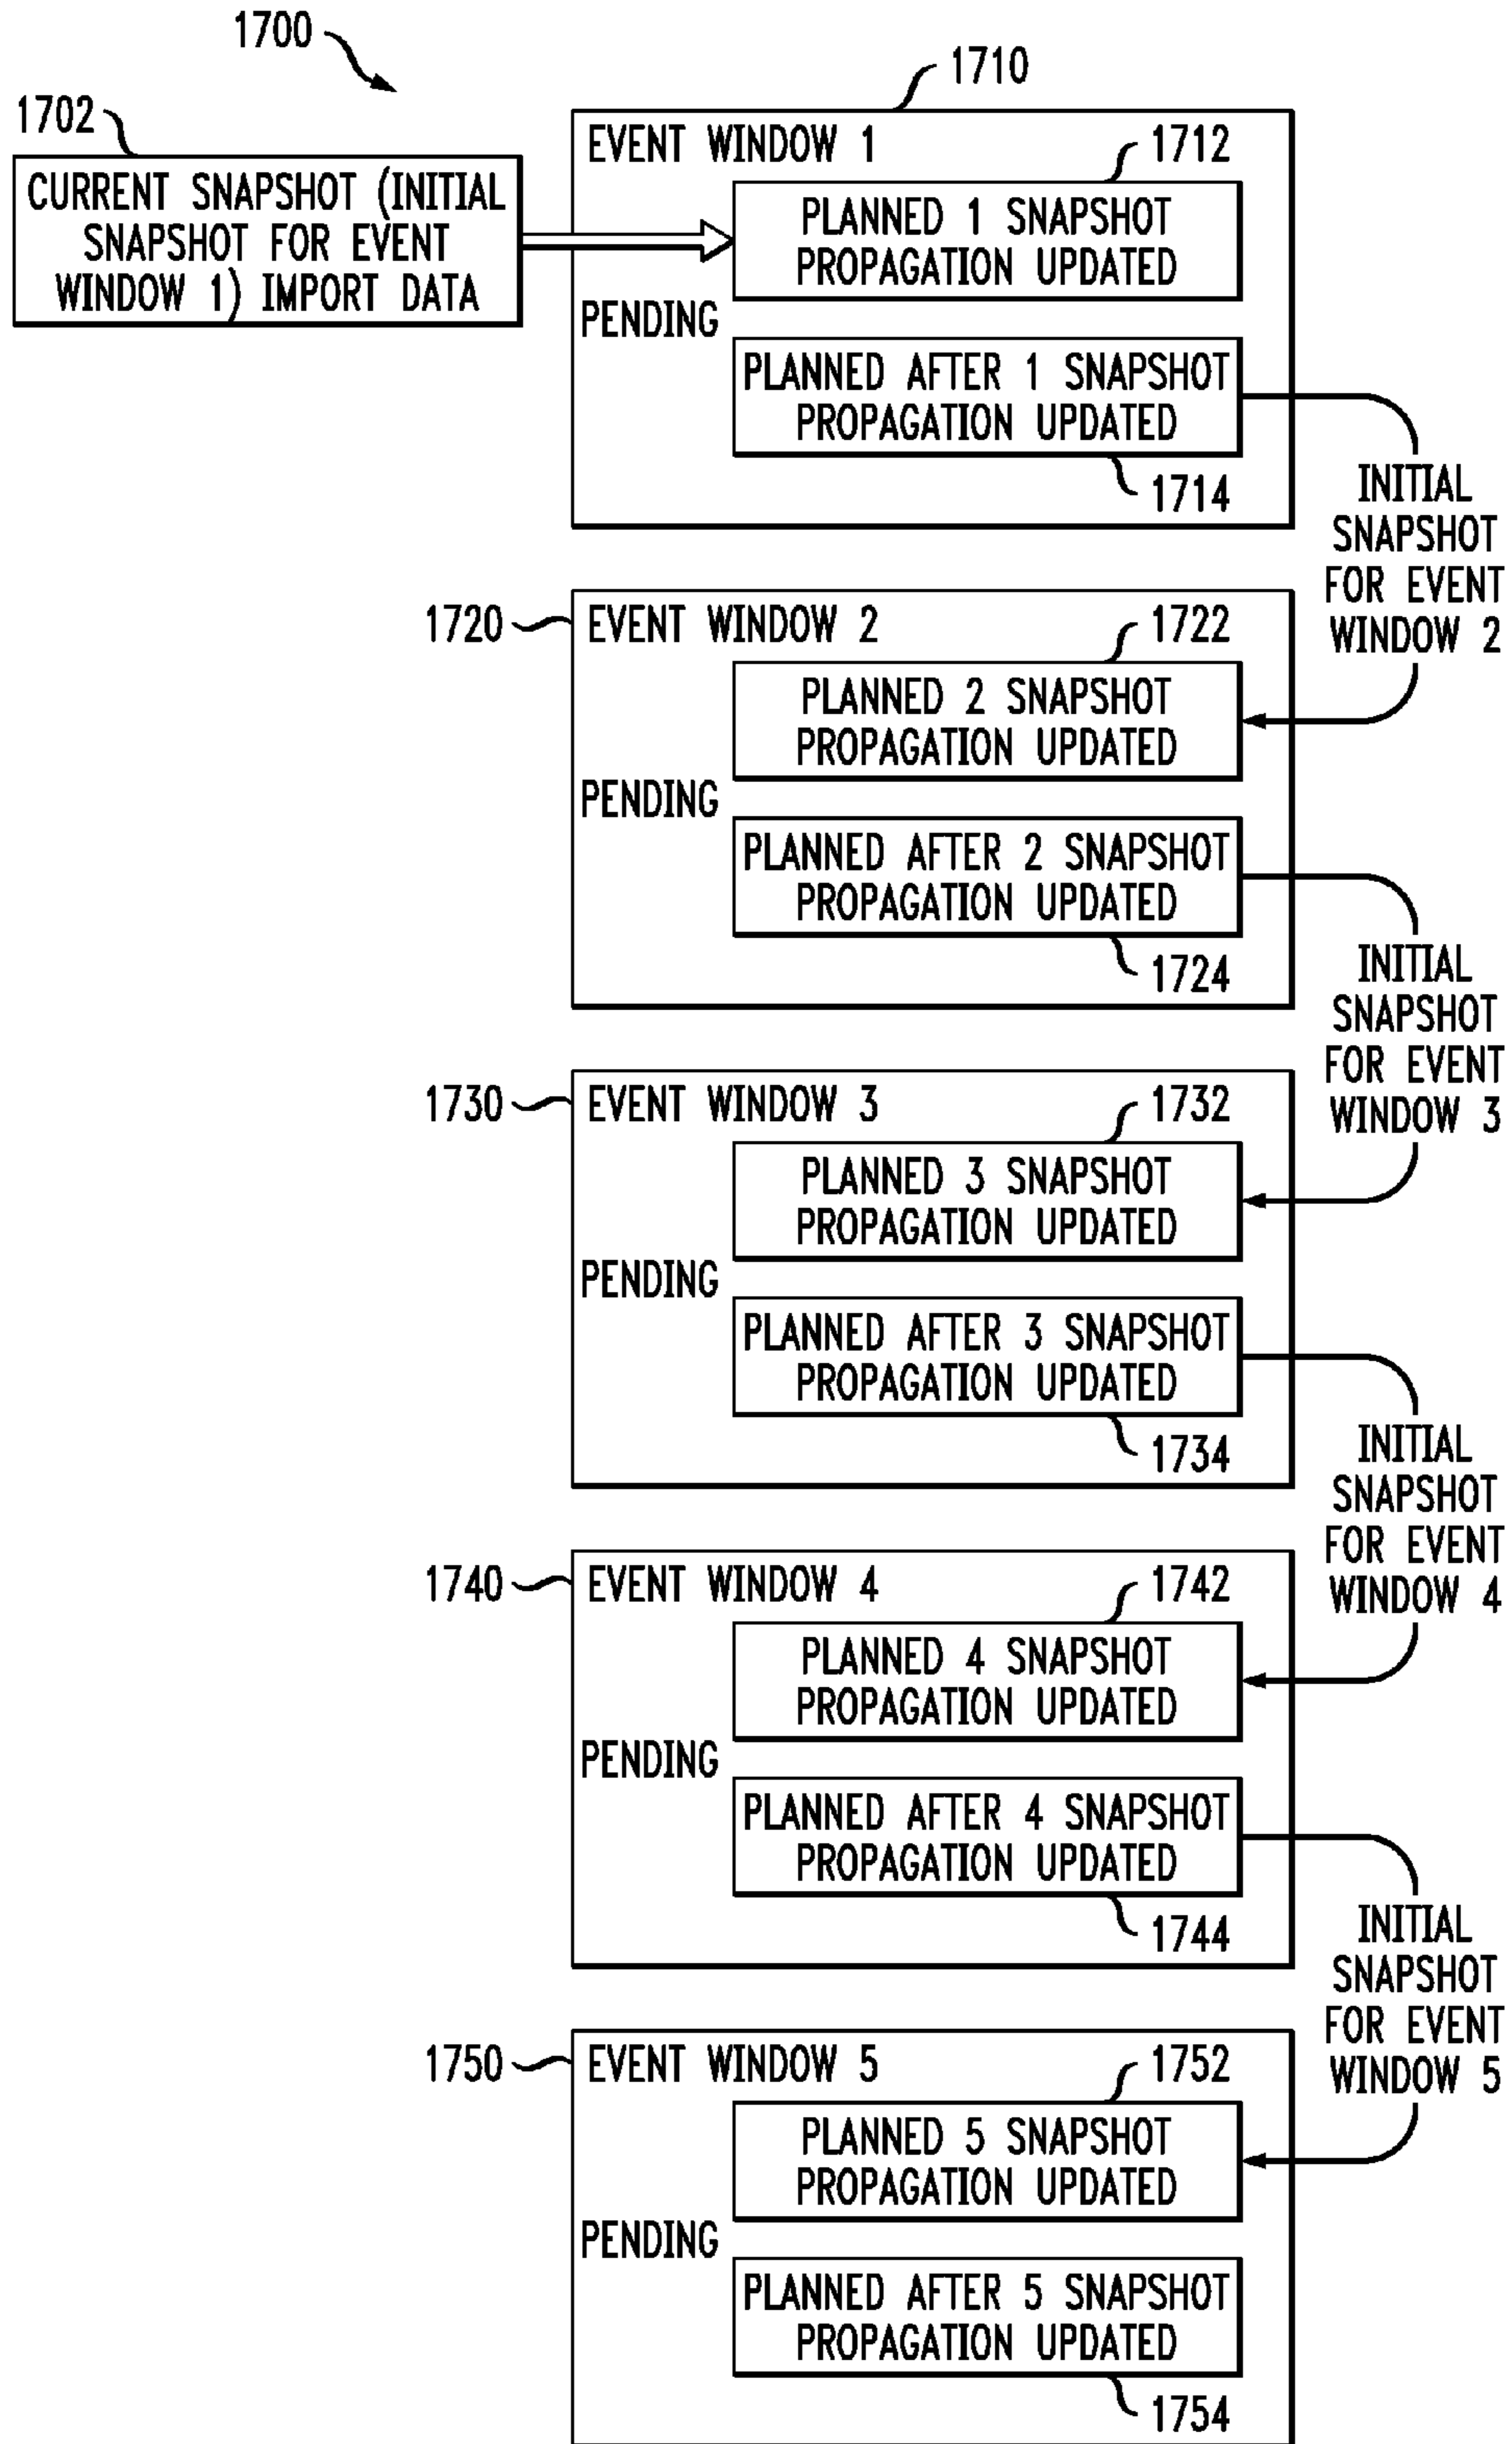 1700
1710
1702
CURRENT SNAPSHOT (INITIAL
SNAPSHOT FOR EVENT
WINDOW 1) IMPORT DATA
EVENT WINDOW 1
1712
PLANNED 1 SNAPSHOT
PROPAGATION UPDATED
PENDING
PLANNED AFTER 1 SNAPSHOT
PROPAGATION UPDATED
1714
INITIAL
SNAPSHOT
FOR EVENT
WINDOW 2
1720
EVENT WINDOW 2
1722
PLANNED 2 SNAPSHOT
PROPAGATION UPDATED
PENDING
PLANNED AFTER 2 SNAPSHOT
PROPAGATION UPDATED
1724
INITIAL
SNAPSHOT
FOR EVENT
WINDOW 3
1730
EVENT WINDOW 3
1732
PLANNED 3 SNAPSHOT
PROPAGATION UPDATED
PENDING
PLANNED AFTER 3 SNAPSHOT
PROPAGATION UPDATED
1734
INITIAL
SNAPSHOT
FOR EVENT
WINDOW 4
1740
EVENT WINDOW 4
1742
PLANNED 4 SNAPSHOT
PROPAGATION UPDATED
PENDING
PLANNED AFTER 4 SNAPSHOT
PROPAGATION UPDATED
1744
INITIAL
SNAPSHOT
FOR EVENT
WINDOW 5
1750
EVENT WINDOW 5
1752
PLANNED 5 SNAPSHOT
PROPAGATION UPDATED
PENDING
PLANNED AFTER 5 SNAPSHOT
PROPAGATION UPDATED
1754